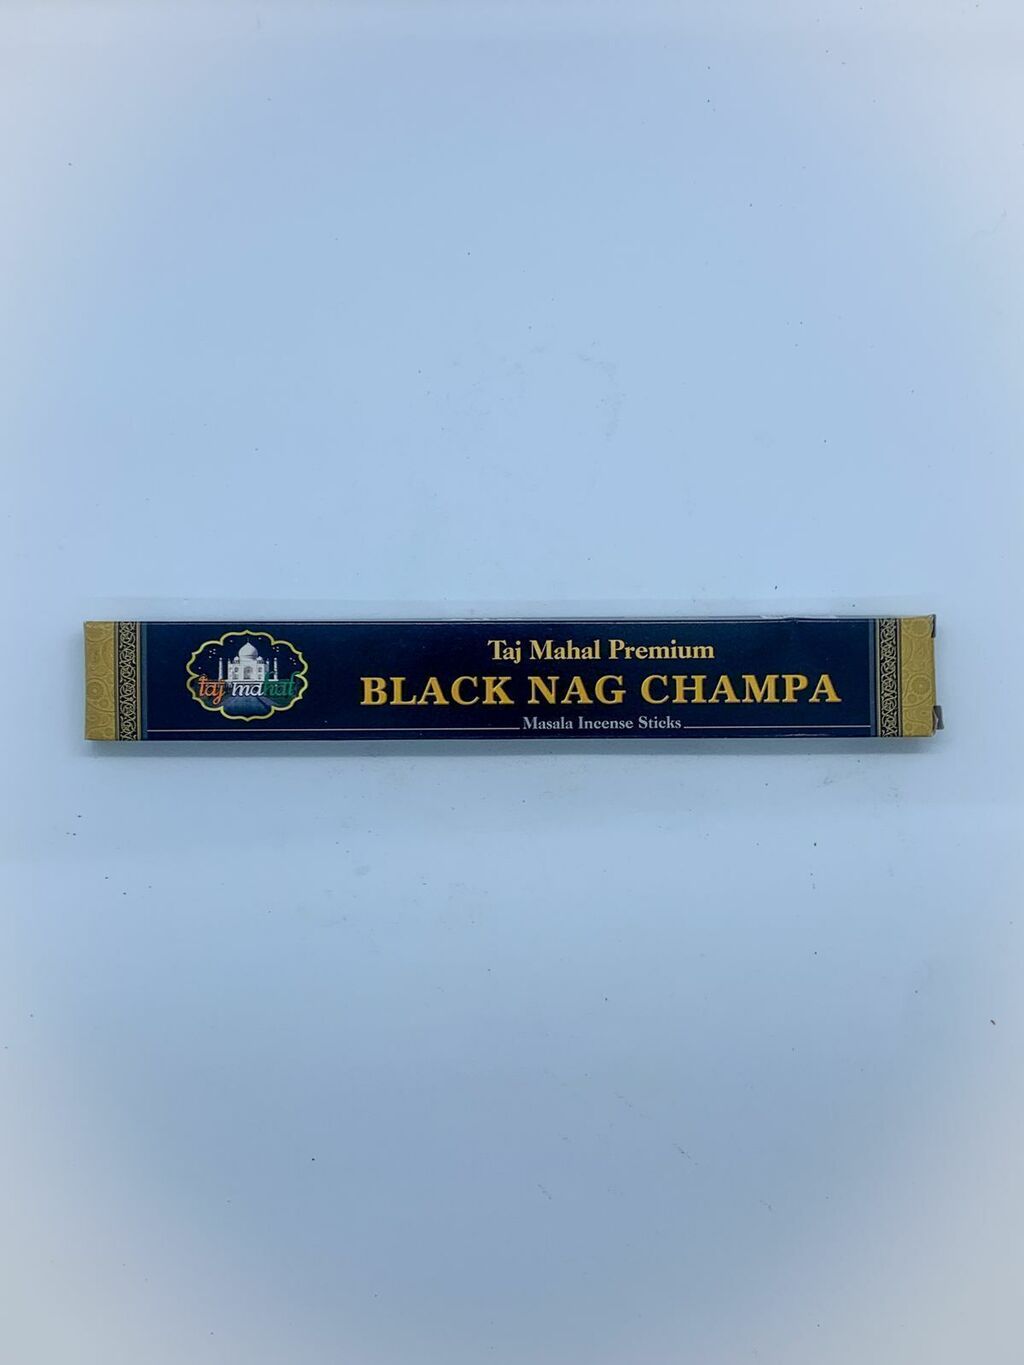 taj mahal
Taj Mahal Premium
BLACK NAG CHAMPA
Masala Incense Sticks